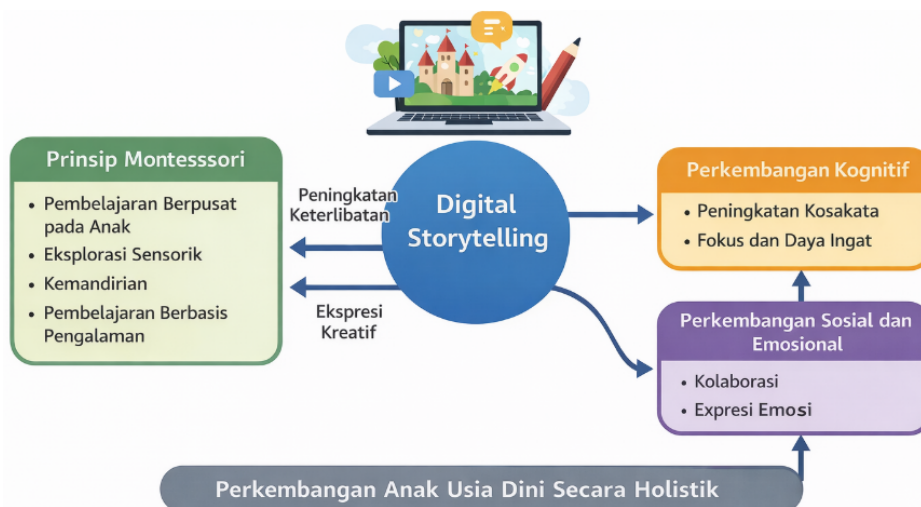 Prinsip Montesssori
• Pembelajaran Berpusat
pada Anak
• Eksplorasi Sensorik
• Kemandirian
• Pembelajaran Berbasis
Pengalaman
Peningkatan
Keterlibatan
Ekspresi
Kreatif
Digital
Storytelling
Perkembangan Kognitif
• Peningkatan Kosakata
• Fokus dan Daya Ingat
Perkembangan Sosial dan
Emosional
• Kolaborasi
• Expresi Emosi
Perkembangan Anak Usia Dini Secara Holistik